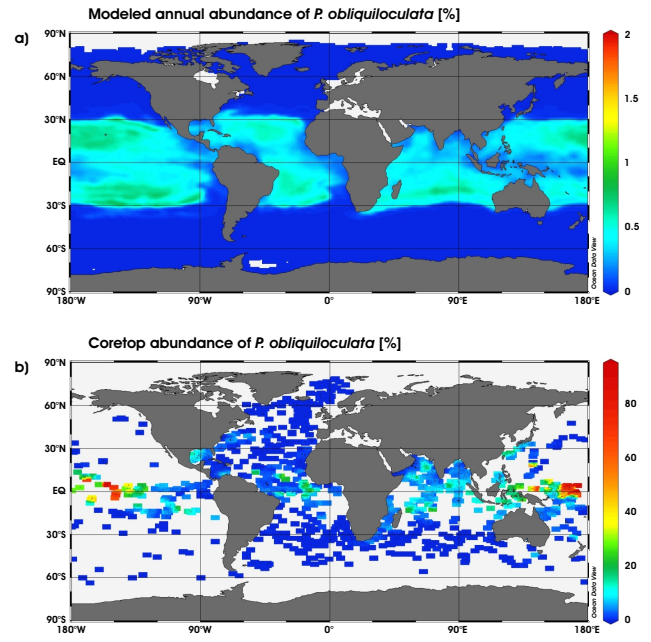 Modeled annual abundance of P. obliquiloculata [%]
a)
90°N
60°N
30°N
EQ
30°S
60°S
90°S
180°W
90°W
0°
90°E
180°E
Ocean Data View
2
1.5
1
0.5
0
Coretop abundance of P. obliquiloculata [%]
b)
90°N
60°N
30°N
EQ
30°S
60°S
90°S
180°W
90°W
0°
90°E
180°E
Ocean Data View
80
60
40
20
0